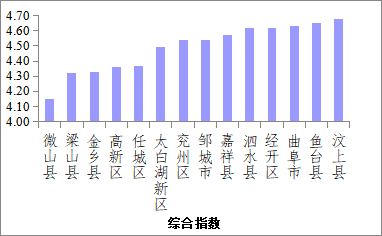 4.70
4.60
4.50
4.40
4.30
4.20
4.10
4.00
微山县
梁山县
金乡县
高新区
任城区
太白湖新区
兖州区
邹城市
嘉祥县
泗水县
经开区
曲阜市
鱼台县
汶上县
综合指数